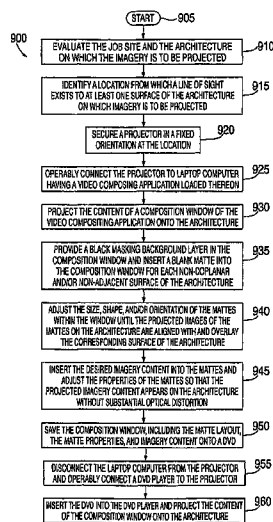 START
905
900
EVALUATE THE JOB SITE AND THE ARCHITECTURE
ON WHICH THE IMAGERY IS TO BE PROJECTED
910
IDENTIFY A LOCATION FROM WHICH A LINE OF SIGHT
EXISTS TO AT LEAST ONE SURFACE OF THE ARCHITECTURE
ON WHICH IMAGERY IS TO BE PROJECTED
915
SECURE A PROJECTOR IN A FIXED
ORIENTATION AT THE LOCATION
920
OPERABLY CONNECT THE PROJECTOR TO LAPTOP COMPUTER
HAVING A VIDEO COMPOSING APPLICATION LOADED THEREON
925
PROJECT THE CONTENT OF A COMPOSITION WINDOW OF THE
VIDEO COMPOSING APPLICATION ONTO THE ARCHITECTURE
930
PROVIDE A BLACK MASKING BACKGROUND LAYER IN THE
COMPOSITION WINDOW AND INSERT A BLANK MATTE INTO
THE COMPOSITION WINDOW FOR EACH NON-COPLANAR
AND/OR NON-ADJACENT SURFACE OF THE ARCHITECTURE
935
ADJUST THE SIZE, SHAPE, AND/OR ORIENTATION OF THE MATTES
WITHIN THE WINDOW UNTIL THE PROJECTED IMAGES OF THE
MATTES ON THE ARCHITECTURE ARE ALIGNED WITH AND OVERLAY
THE CORRESPONDING SURFACE OF THE ARCHITECTURE
940
INSERT THE DESIRED IMAGERY CONTENT INTO THE MATTES AND
ADJUST THE PROPERTIES OF THE MATTES SO THAT THE
PROJECTED IMAGERY CONTENT APPEARS ON THE ARCHITECTURE
WITHOUT SUBSTANTIAL OPTICAL DISTORTION
945
SAVE THE COMPOSITION WINDOW, INCLUDING THE MATTE LAYOUT,
THE MATTE PROPERTIES, AND IMAGERY CONTENT ONTO A DVD
950
DISCONNECT THE LAPTOP COMPUTER FROM THE PROJECTOR
AND OPERABLY CONNECT A DVD PLAYER TO THE PROJECTOR
955
INSERT THE DVD INTO THE DVD PLAYER AND PROJECT THE CONTENT
OF THE COMPOSITION WINDOW ONTO THE ARCHITECTURE
960